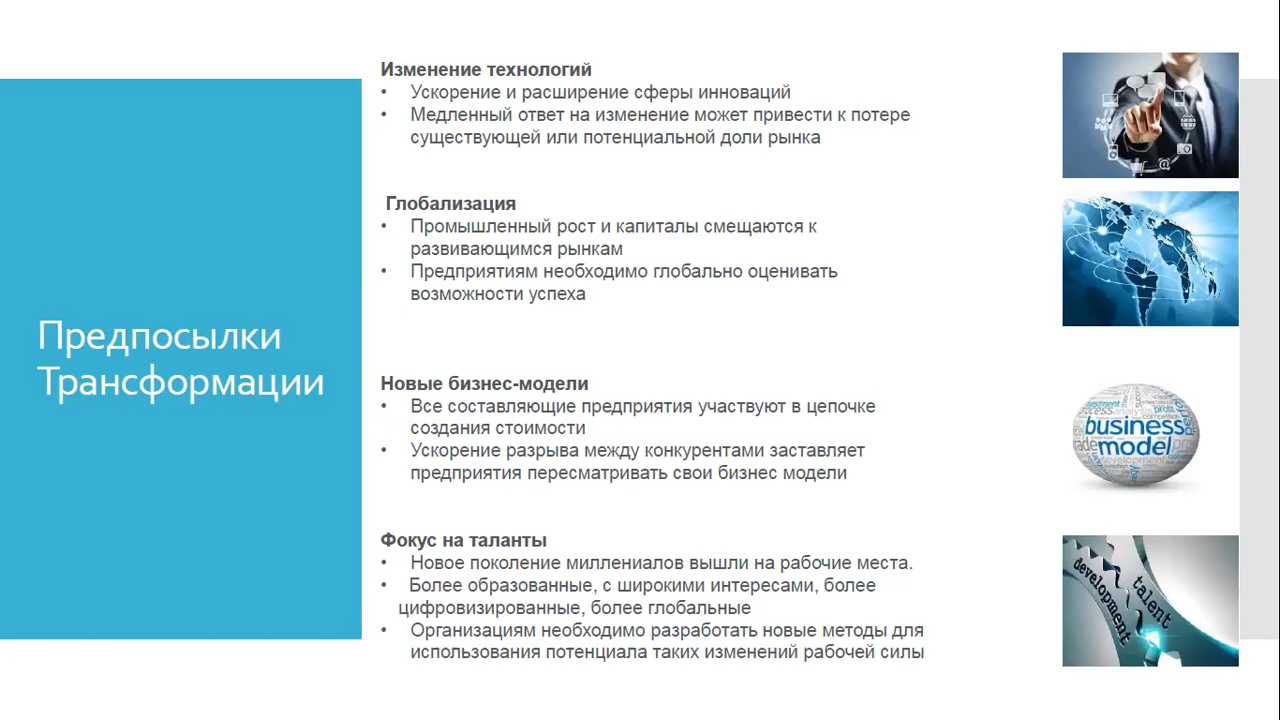 Предпосылки
Трансформации
Изменение технологий
• Ускорение и расширение сферы инноваций
• Медленный ответ на изменение может привести к потере
существующей или потенциальной доли рынка
Глобализация
• Промышленный рост и капиталы смещаются к
развивающимся рынкам
• Предприятиям необходимо глобально оценивать
возможности успеха
Новые бизнес-модели
• Все составляющие предприятия участвуют в цепочке
создания стоимости
• Ускорение разрыва между конкурентами заставляет
предприятия пересматривать свои бизнес модели
Фокус на таланты
• Новое поколение миллениалов вышли на рабочие места.
• Более образованные, с широкими интересами, более
цифровизированные, более глобальные
• Организациям необходимо разработать новые методы для
использования потенциала таких изменений рабочей силы
business
model
development
talent